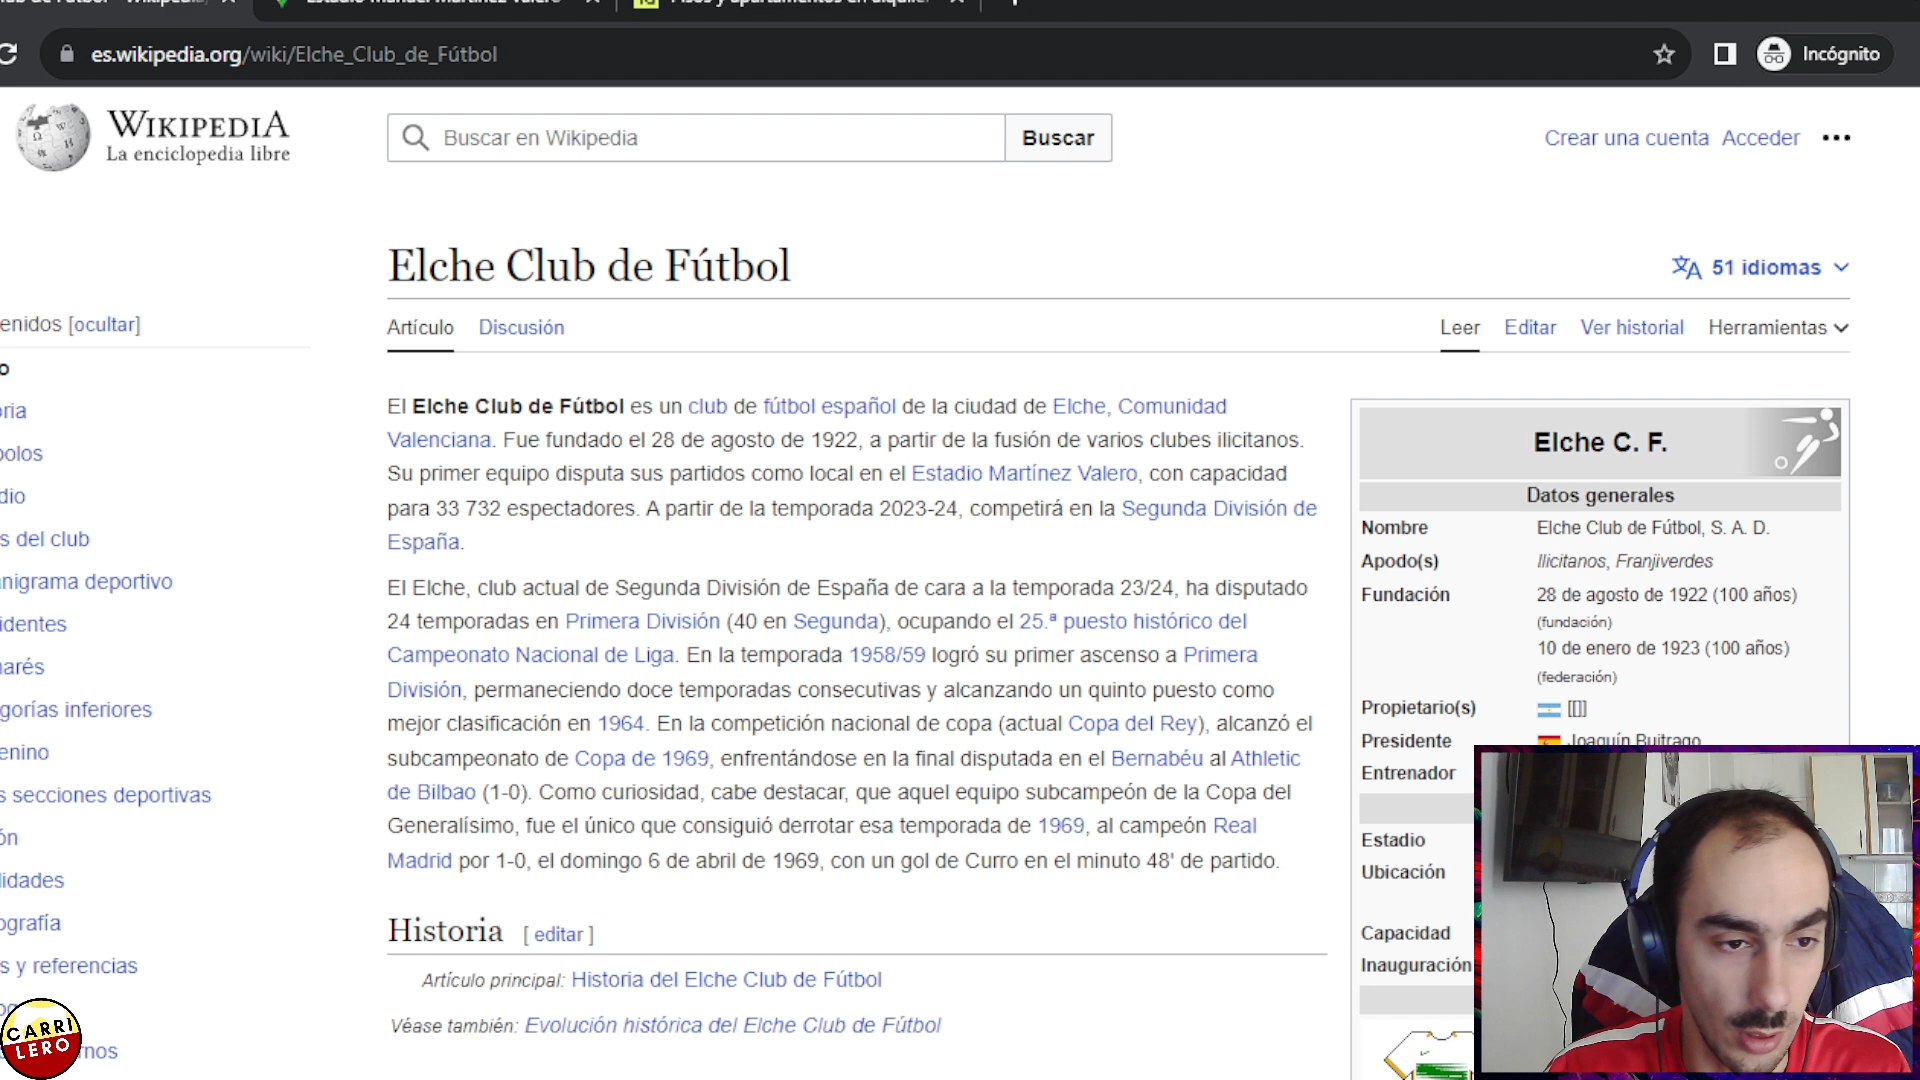 es.wikipedia.org/wiki/Elche_Club_de_Fútbol
Incógnito
WIKIPEDIA
La enciclopedia libre
Buscar en Wikipedia
Buscar
Crear una cuenta Acceder
Elche Club de Fútbol
51 idiomas
Artículo Discusión
Leer Editar Ver historial Herramientas
enidos [ocultar]
o
oria
bolos
dio
s del club
anigrama deportivo
identes
marés
gorías inferiores
enino
s secciones deportivas
ón
lidades
ografía
s y referencias
rnos
El Elche Club de Fútbol es un club de fútbol español de la ciudad de Elche, Comunidad
Valenciana. Fue fundado el 28 de agosto de 1922, a partir de la fusión de varios clubes ilicitanos.
Su primer equipo disputa sus partidos como local en el Estadio Martínez Valero, con capacidad
para 33 732 espectadores. A partir de la temporada 2023-24, competirá en la Segunda División de
España.
El Elche, club actual de Segunda División de España de cara a la temporada 23/24, ha disputado
24 temporadas en Primera División (40 en Segunda), ocupando el 25.ª puesto histórico del
Campeonato Nacional de Liga. En la temporada 1958/59 logró su primer ascenso a Primera
División, permaneciendo doce temporadas consecutivas y alcanzando un quinto puesto como
mejor clasificación en 1964. En la competición nacional de copa (actual Copa del Rey), alcanzó el
subcampeonato de Copa de 1969, enfrentándose en la final disputada en el Bernabéu al Athletic
de Bilbao (1-0). Como curiosidad, cabe destacar, que aquel equipo subcampeón de la Copa del
Generalísimo, fue el único que consiguió derrotar esa temporada de 1969, al campeón Real
Madrid por 1-0, el domingo 6 de abril de 1969, con un gol de Curro en el minuto 48' de partido.
Historia [ editar ]
Artículo principal: Historia del Elche Club de Fútbol
Véase también: Evolución histórica del Elche Club de Fútbol
Elche C. F.
Datos generales
Nombre Elche Club de Fútbol, S. A. D.
Apodo(s) Ilicitanos, Franjiverdes
Fundación 28 de agosto de 1922 (100 años)
(fundación)
10 de enero de 1923 (100 años)
(federación)
Propietario(s) [[]]
Presidente Joaquín Buitrago
Entrenador
Estadio
Ubicación
Capacidad
Inauguración
CARRI
LERO